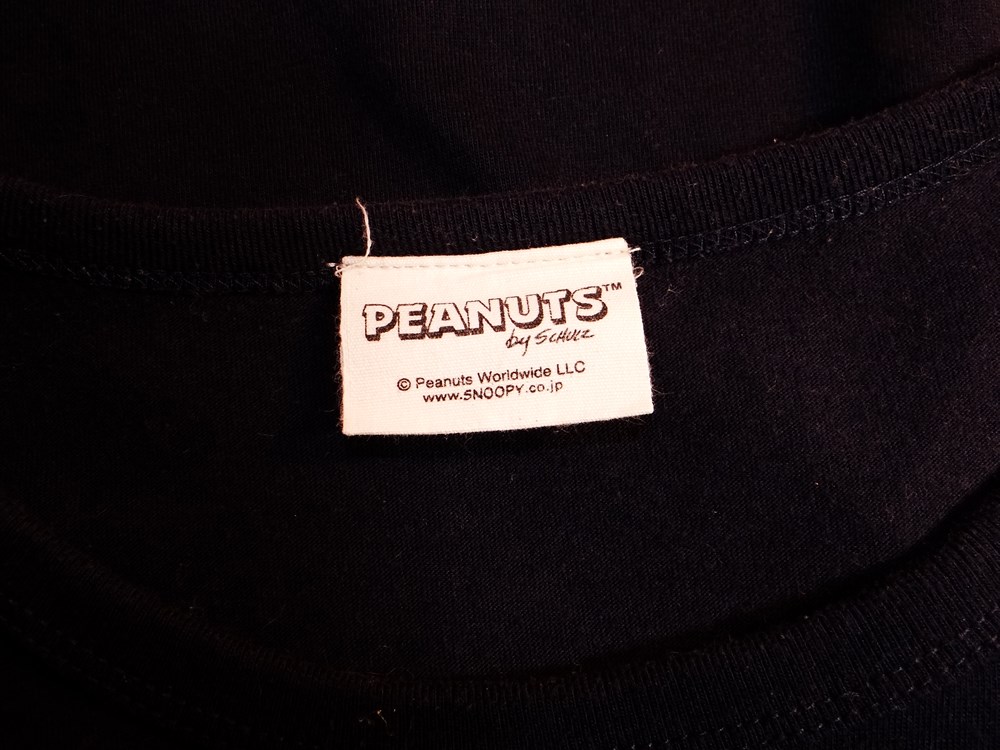 PEANUTS™
by SCHULZ
© Peanuts Worldwide LLC
www.SNOOPY.co.jp